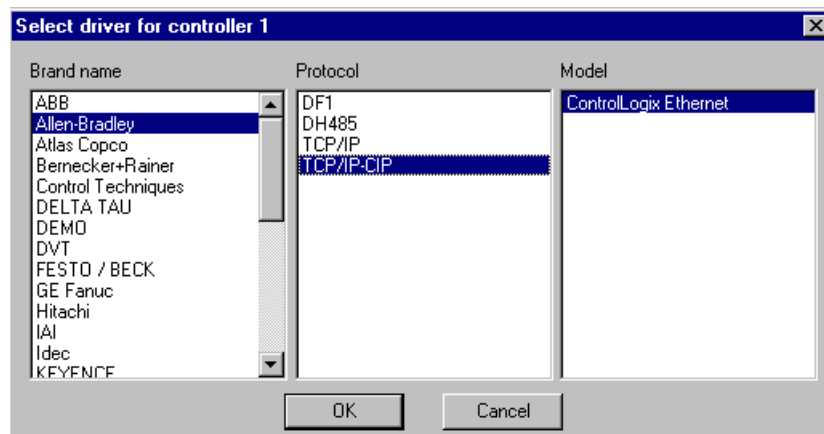 Select driver for controller 1
Brand name
ABB
Allen-Bradley
Atlas Copco
Bernecker+Rainer
Control Techniques
DELTA TAU
DEMO
DVT
FESTO / BECK
GE Fanuc
Hitachi
IAI
Idec
KEYENCE
Protocol
DF1
DH485
TCP/IP
TCP/IP-CIP
Model
ControlLogix Ethernet
OK
Cancel